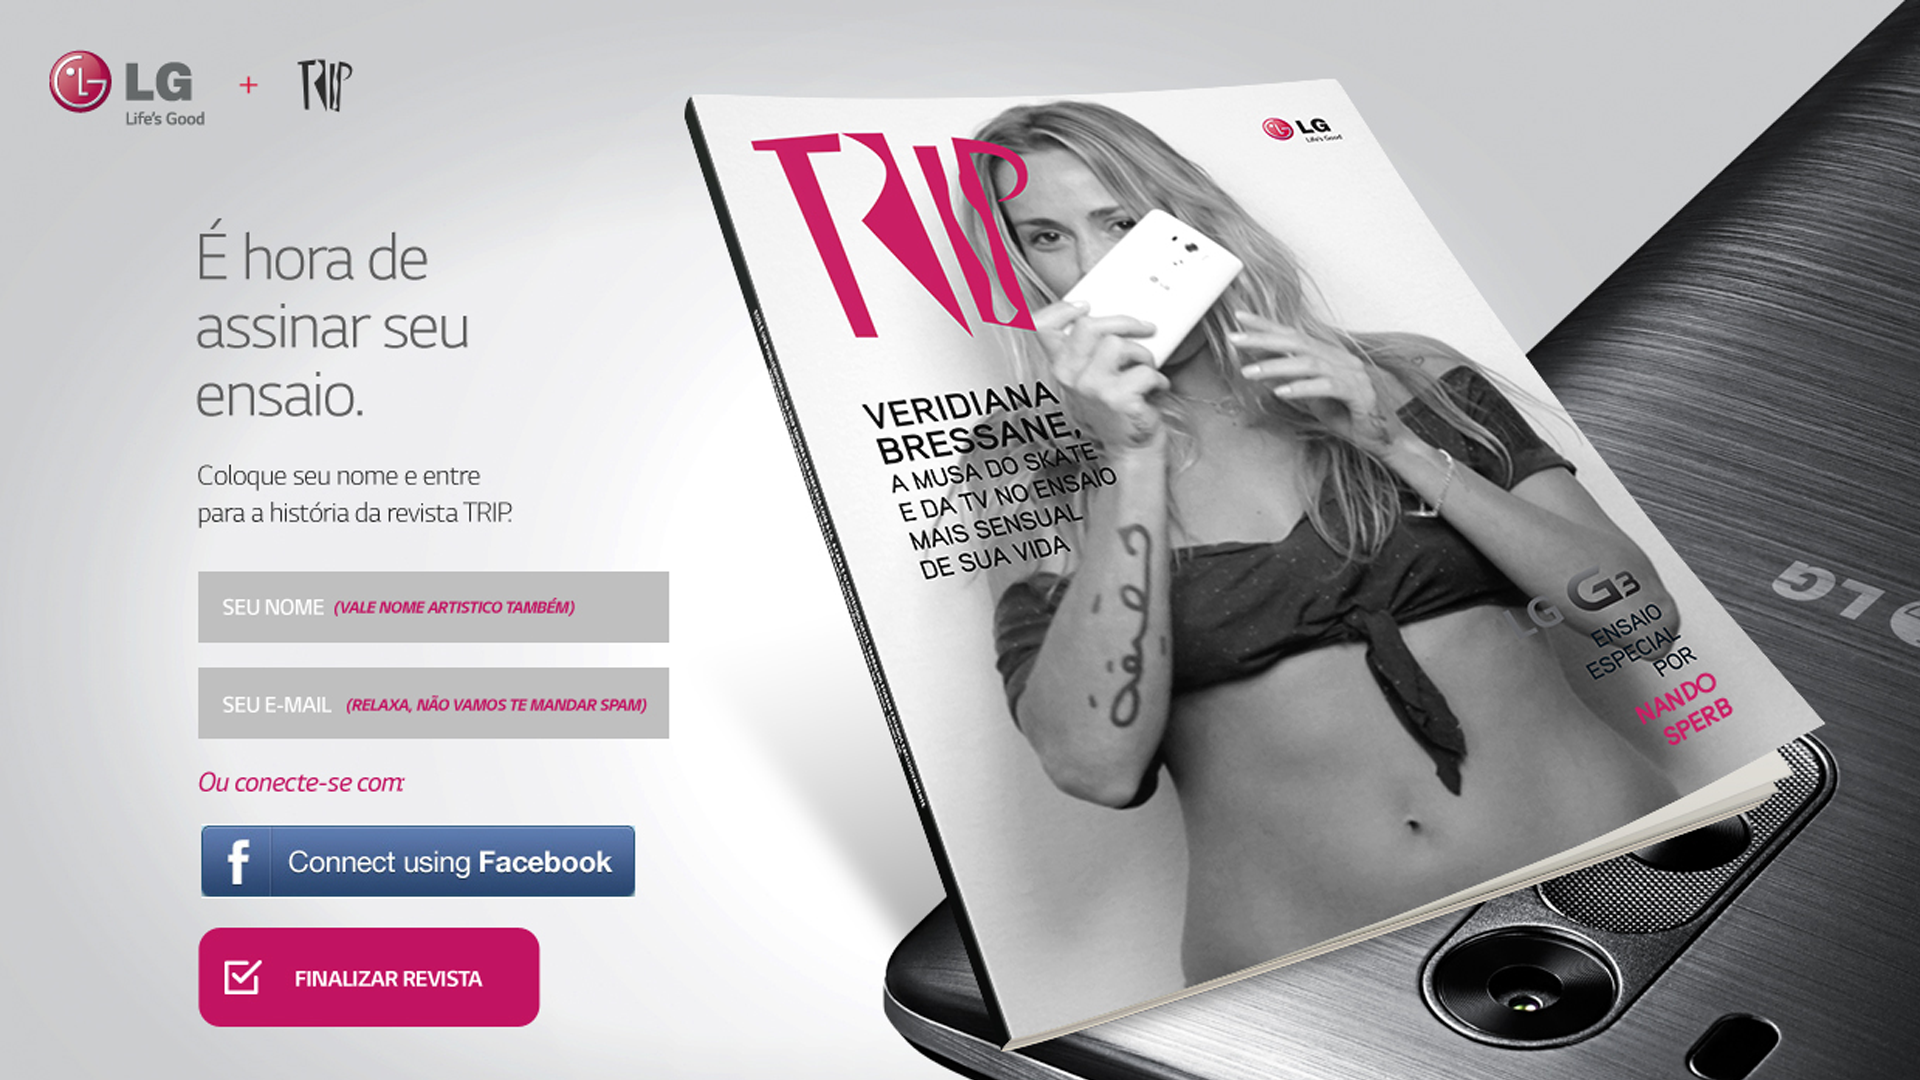 LG
Life's Good
+
TRIP
É hora de
assinar seu
ensaio.
Coloque seu nome e entre
para a história da revista TRIP.
SEU NOME (VALE NOME ARTISTICO TAMBÉM)
SEU E-MAIL (RELAXA, NÃO VAMOS TE MANDAR SPAM)
Ou conecte-se com:
f Connect using Facebook
FINALIZAR REVISTA
TRIP
LG
Life's Good
VERIDIANA
BRESSANE,
A MUSA DO SKATE
E DA TV NO ENSAIO
MAIS SENSUAL
DE SUA VIDA
LG G3
ENSAIO
ESPECIAL
POR
NANDO
SPERB
LG